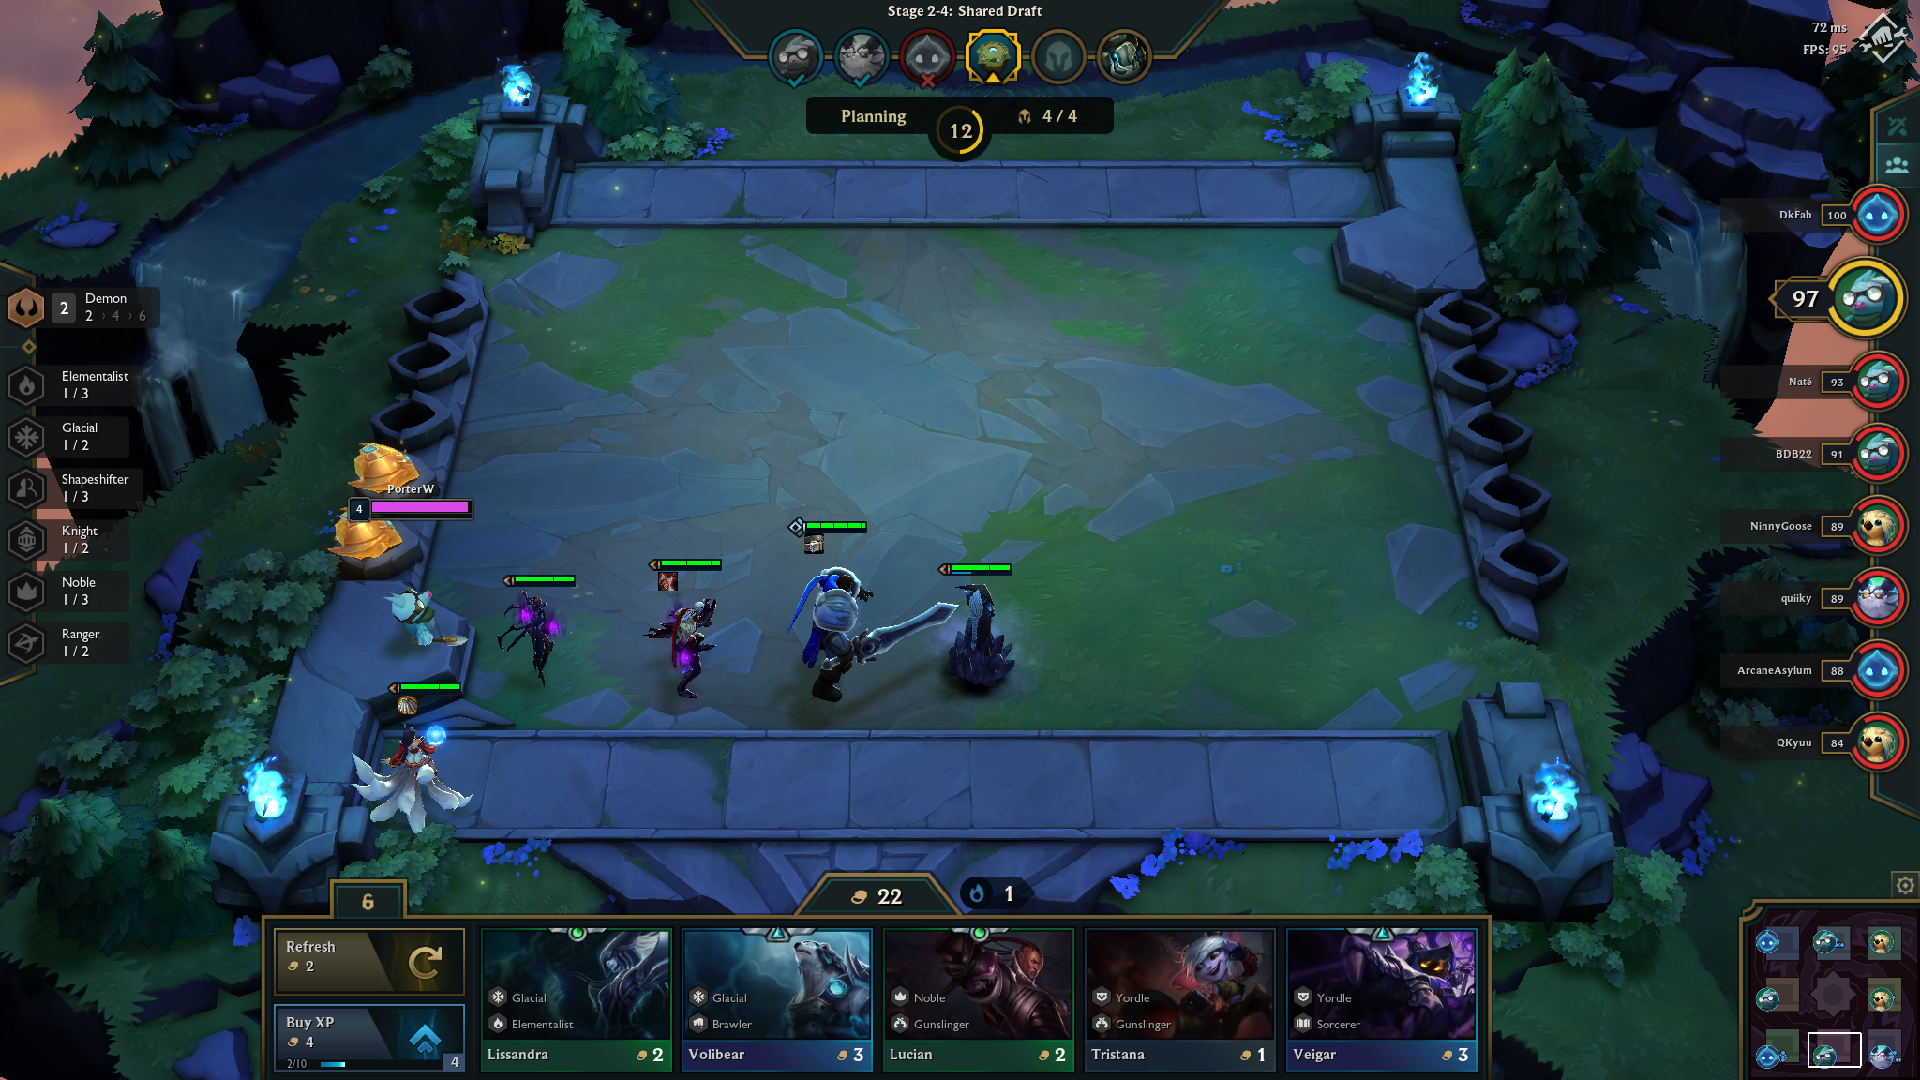 Stage 2-4: Shared Draft
72 ms
FPS: 95
Planning
12
4 / 4
DkFah 100
97
Natè 93
BDB22 91
NinnyGoose 89
quiiky 89
ArcaneAsylum 88
QKyuu 84
2
Demon
2 › 4 › 6
Elementalist
1 / 3
Glacial
1 / 2
Shapeshifter
1 / 3
Knight
1 / 2
Noble
1 / 3
Ranger
1 / 2
PorterW
4
6
22
1
Refresh
2
Buy XP
4
2/10
4
Glacial
Elementalist
Lissandra 2
Glacial
Brawler
Volibear 3
Noble
Gunslinger
Lucian 2
Yordle
Gunslinger
Tristana 1
Yordle
Sorcerer
Veigar 3